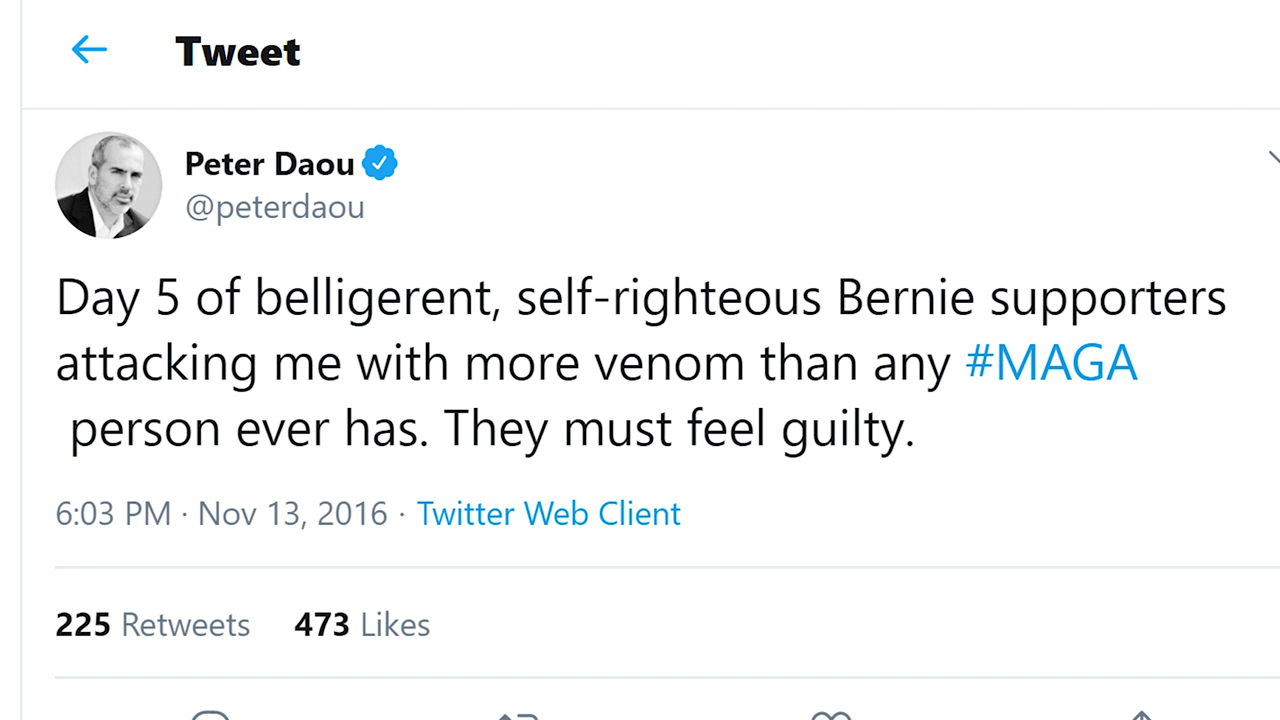 Tweet
Peter Daou
@peterdaou
Day 5 of belligerent, self-righteous Bernie supporters
attacking me with more venom than any #MAGA
person ever has. They must feel guilty.
6:03 PM · Nov 13, 2016 · Twitter Web Client
225 Retweets 473 Likes